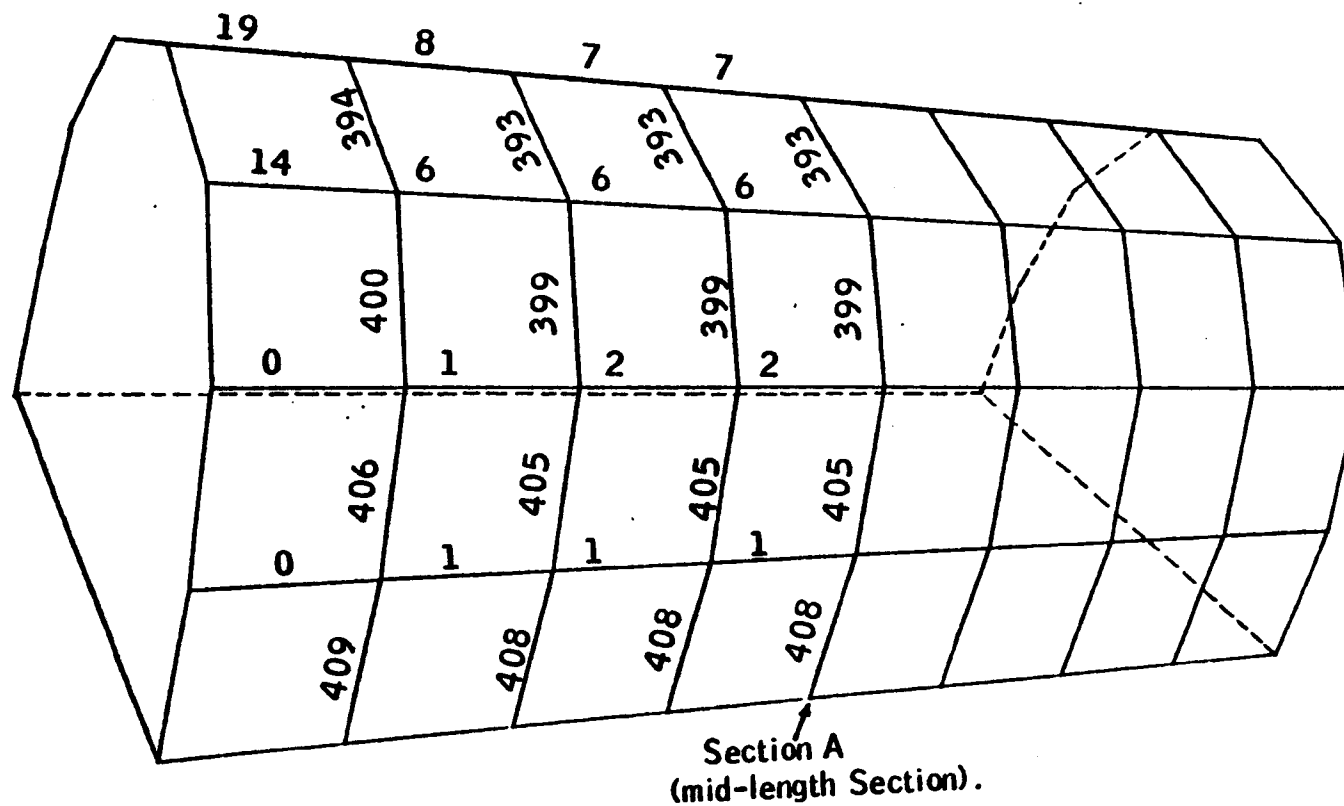 19 8 7 7
394 393 393 393
14 6 6 6
400 399 399 399
0 1 2 2
406 405 405 405
0 1 1 1
409 408 408 408
Section A
(mid-length Section).